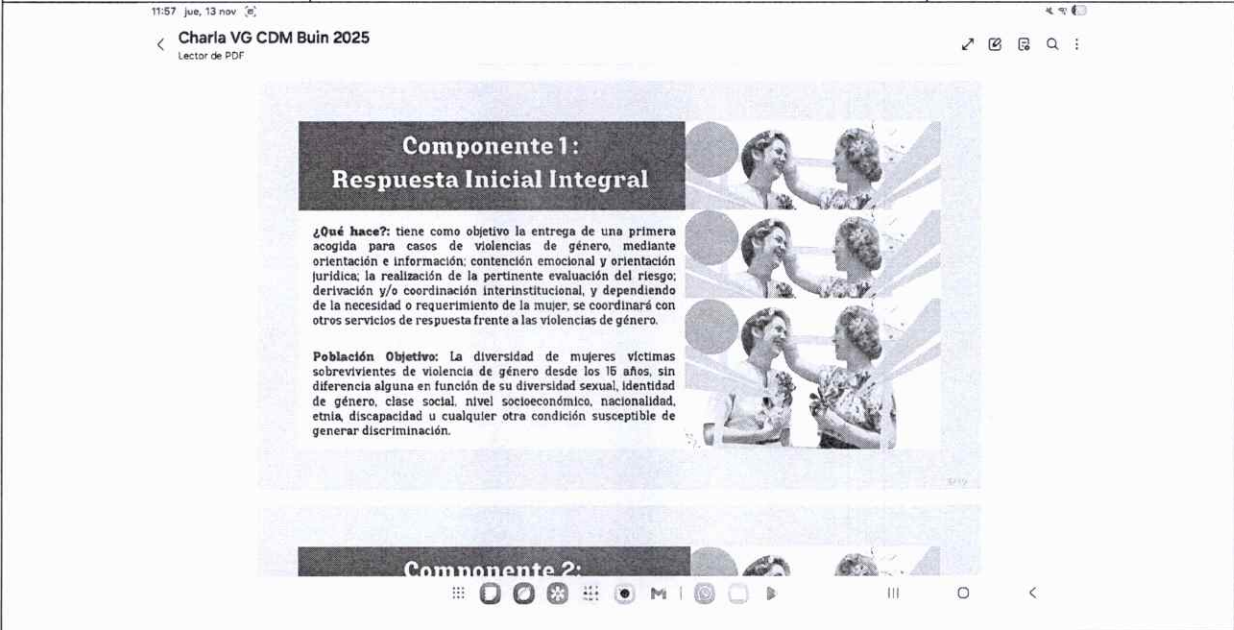 11:57 jue, 13 nov
Charla VG CDM Buin 2025
Lector de PDF
Componente 1:
Respuesta Inicial Integral
¿Qué hace?: tiene como objetivo la entrega de una primera
acogida para casos de violencias de género, mediante
orientación e información; contención emocional y orientación
jurídica; la realización de la pertinente evaluación del riesgo;
derivación y/o coordinación interinstitucional, y dependiendo
de la necesidad o requerimiento de la mujer, se coordinará con
otros servicios de respuesta frente a las violencias de género.
Población Objetivo: La diversidad de mujeres víctimas
sobrevivientes de violencia de género desde los 15 años, sin
diferencia alguna en función de su diversidad sexual, identidad
de género, clase social, nivel socioeconómico, nacionalidad,
etnia, discapacidad u cualquier otra condición susceptible de
generar discriminación.
Componente 2: